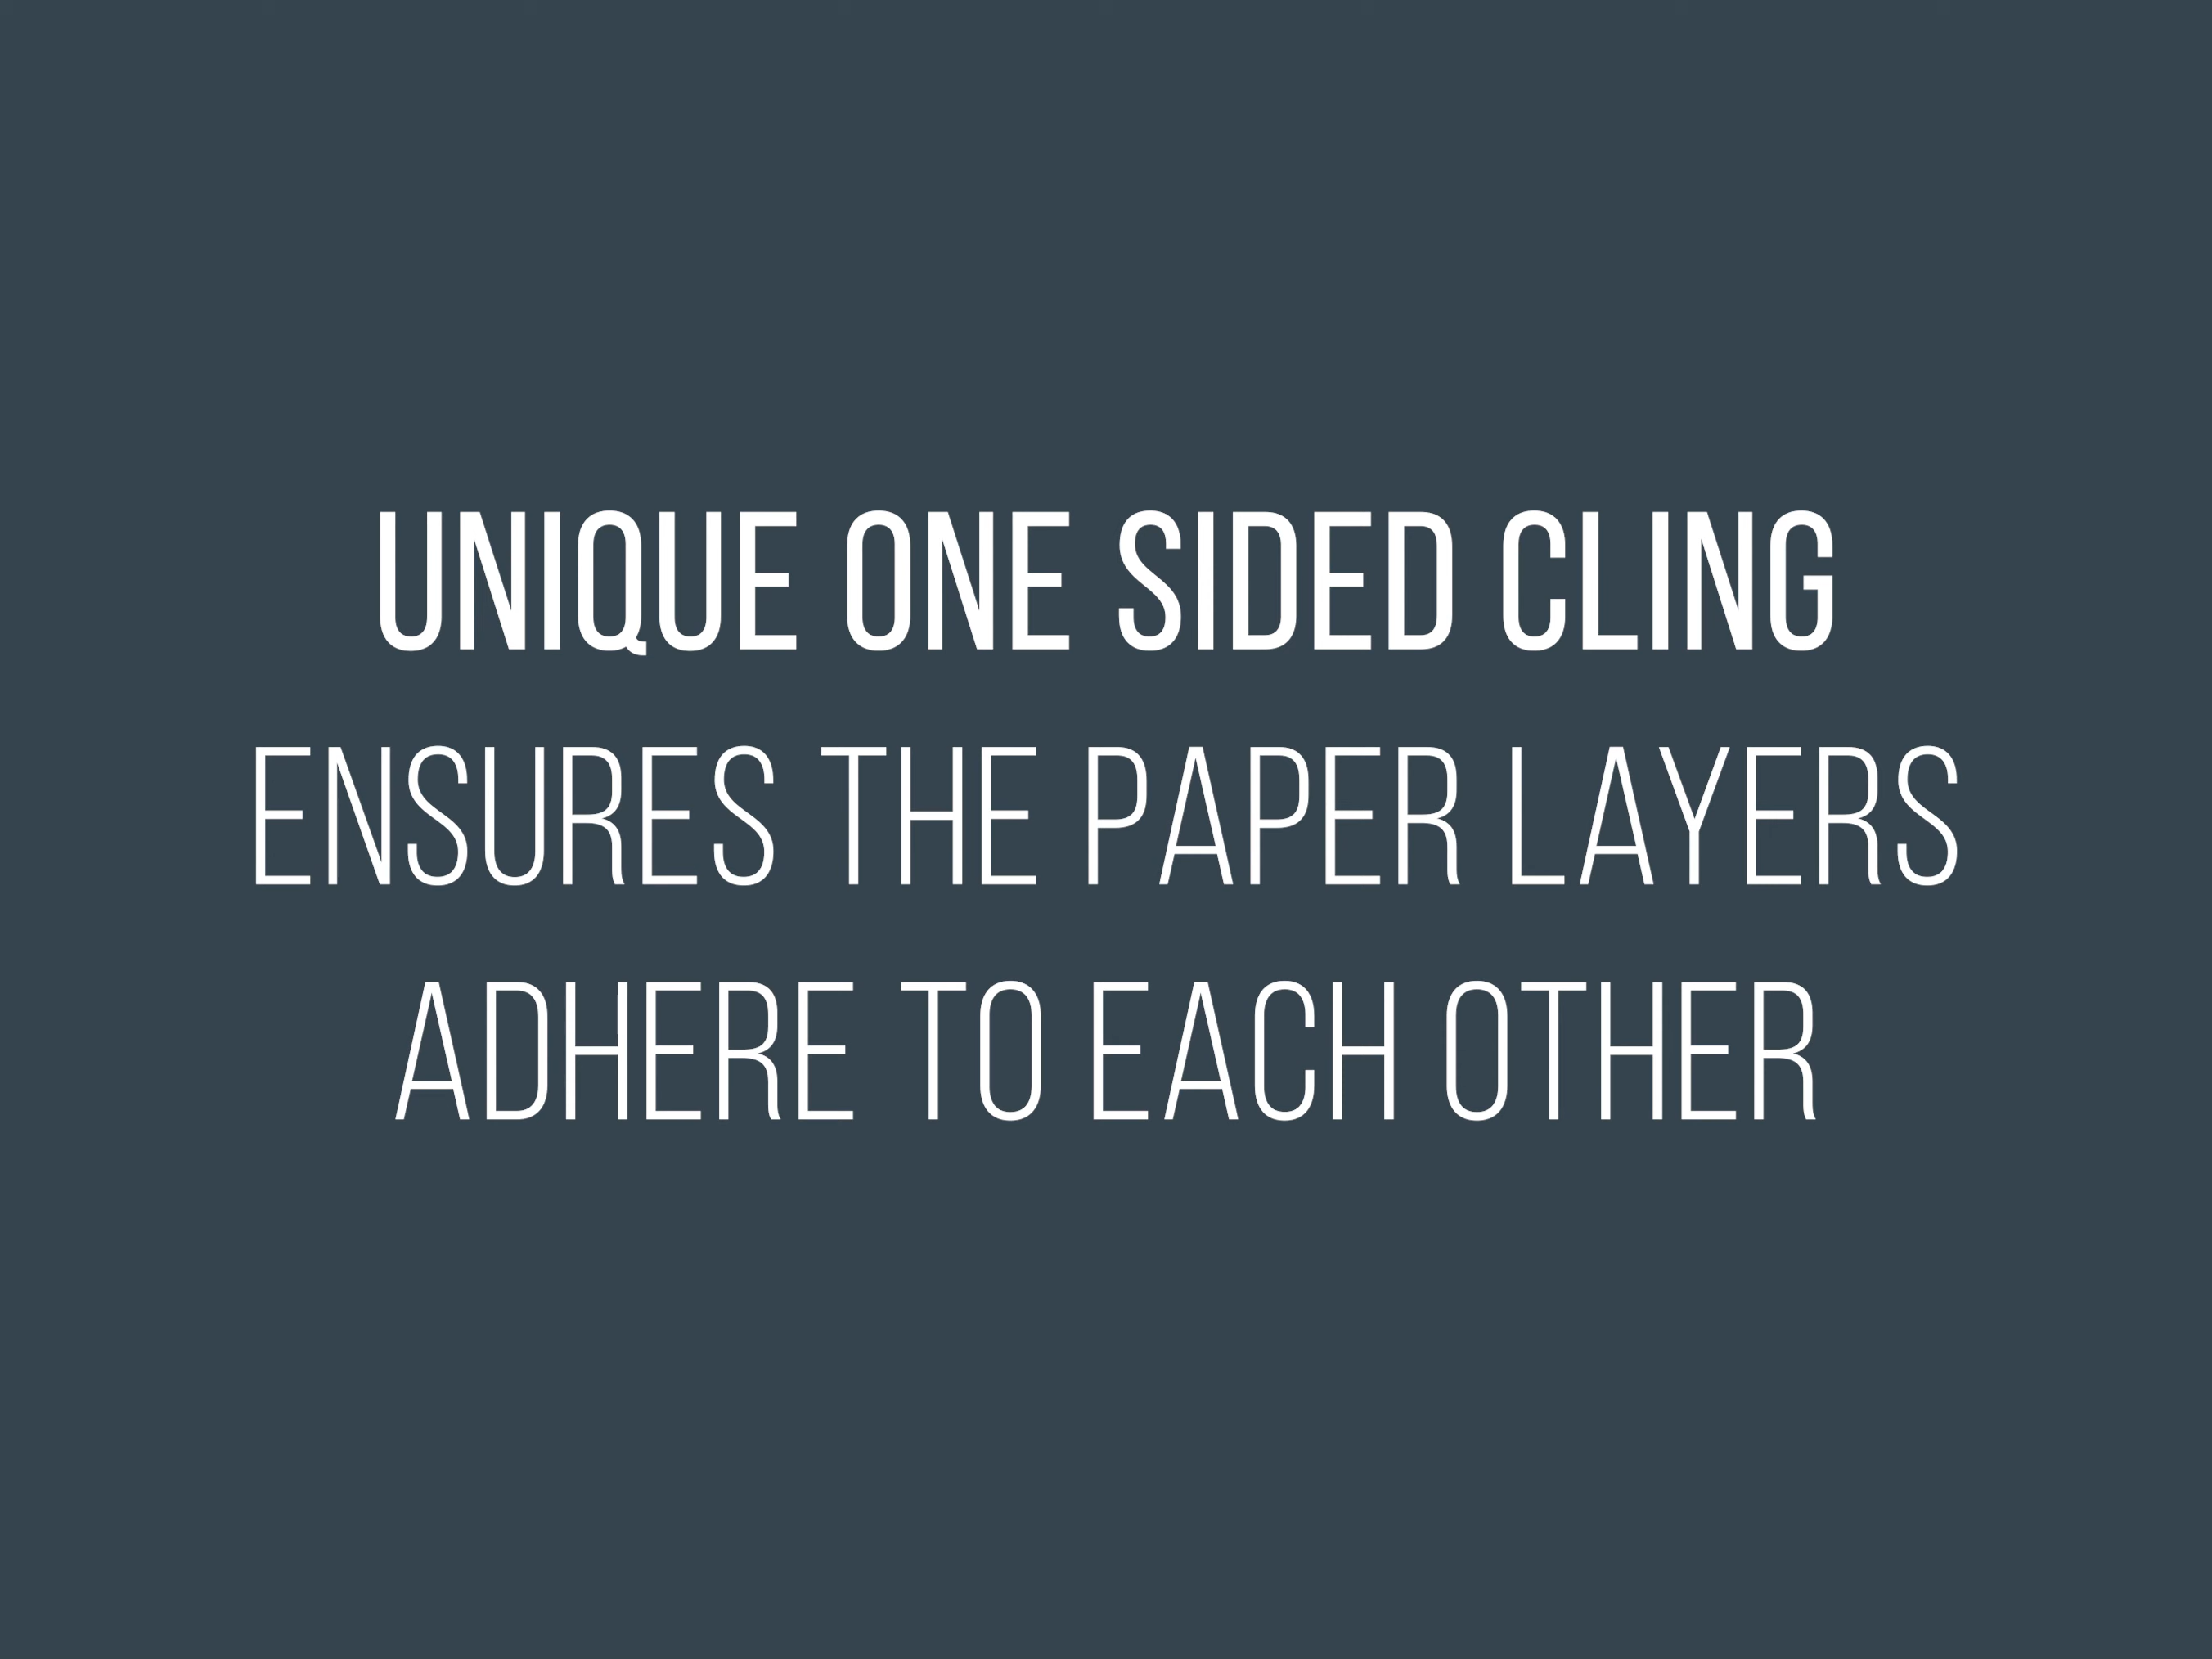 UNIQUE ONE SIDED CLING
ENSURES THE PAPER LAYERS
ADHERE TO EACH OTHER